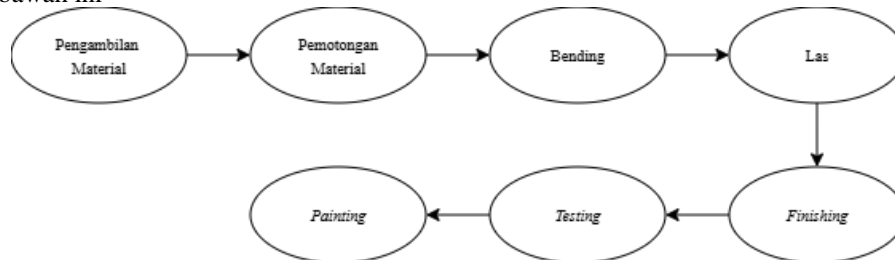 bawah ini
Pengambilan
Material
Pemotongan
Material
Bending
Las
Painting
Testing
Finishing